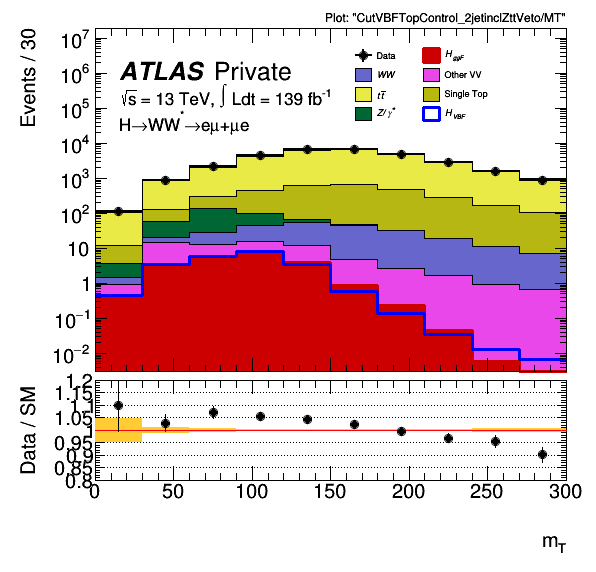 Plot: "CutVBFTopControl_2jetinclZttVeto/MT"
Events / 30
10⁷
10⁶
10⁵
10⁴
10³
10²
10
1
10⁻¹
10⁻²
ATLAS Private
√s = 13 TeV, ∫ Ldt = 139 fb⁻¹
H→WW*→eμ+μe
Data
H ggF
WW
Other VV
tt̅
Single Top
Z/γ*
H VBF
Data / SM
1.2
1.15
1.1
1.05
1
0.95
0.9
0.85
0.8
0 50 100 150 200 250 300
m_T